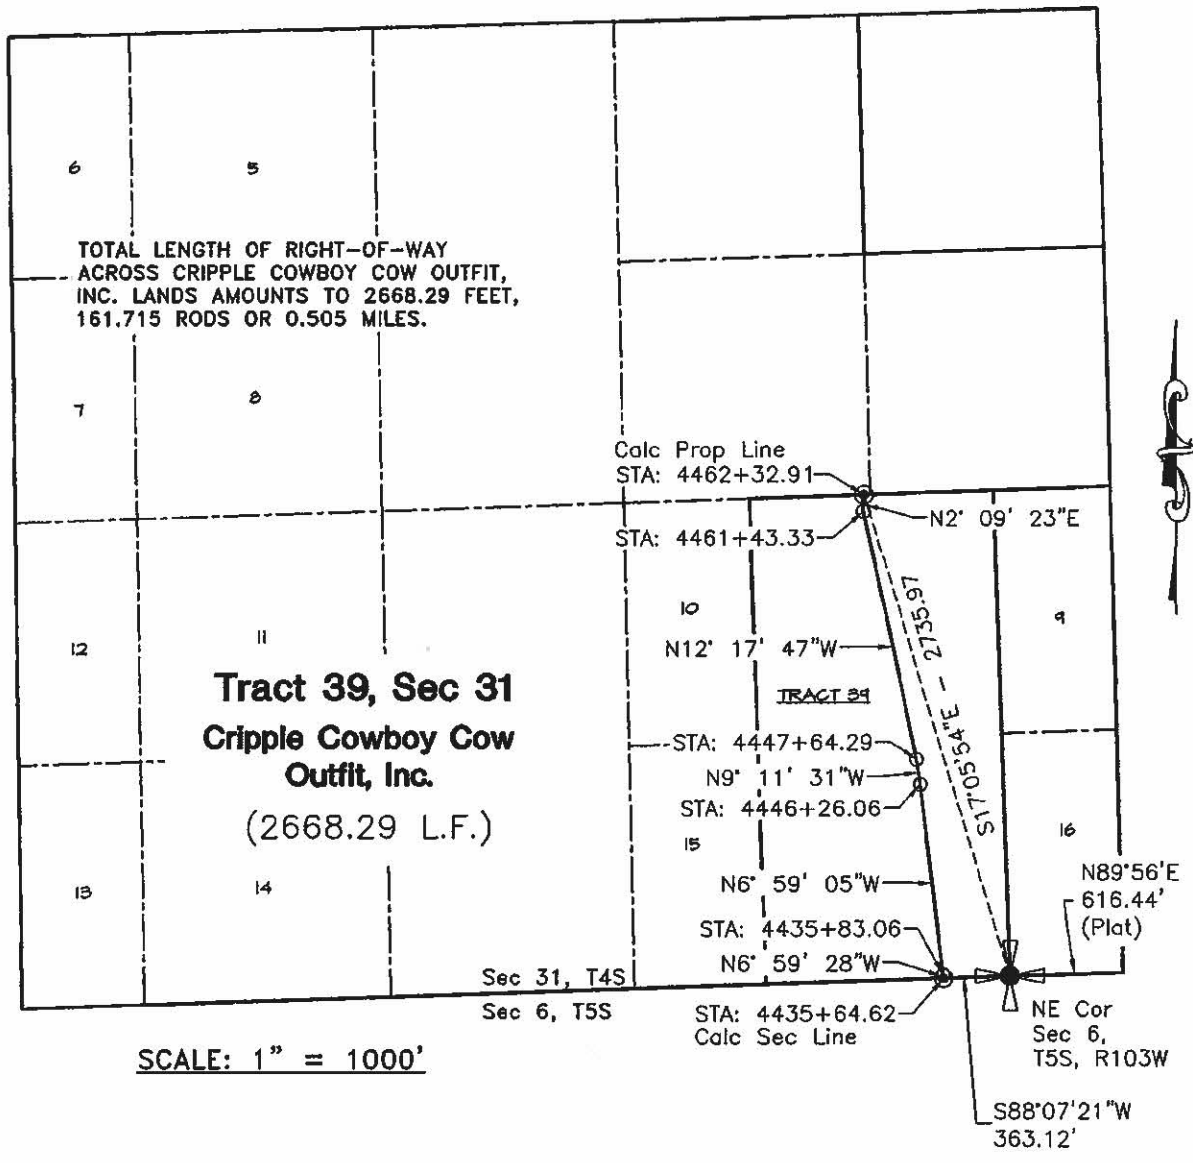 6
5
TOTAL LENGTH OF RIGHT-OF-WAY
ACROSS CRIPPLE COWBOY COW OUTFIT,
INC. LANDS AMOUNTS TO 2668.29 FEET,
161.715 RODS OR 0.505 MILES.
7
8
Calc Prop Line
STA: 4462+32.91
N2° 09' 23"E
STA: 4461+43.33
10
9
12
11
N12° 17' 47"W
S17°05'54"E - 2735.97
TRACT 39
Tract 39, Sec 31
Cripple Cowboy Cow
Outfit, Inc.
(2668.29 L.F.)
STA: 4447+64.29
N9° 11' 31"W
STA: 4446+26.06
15
16
13
14
N6° 59' 05"W
N89°56'E
616.44'
(Plat)
STA: 4435+83.06
N6° 59' 28"W
Sec 31, T4S
Sec 6, T5S
STA: 4435+64.62
Calc Sec Line
NE Cor
Sec 6,
T5S, R103W
SCALE: 1" = 1000'
S88°07'21"W
363.12'